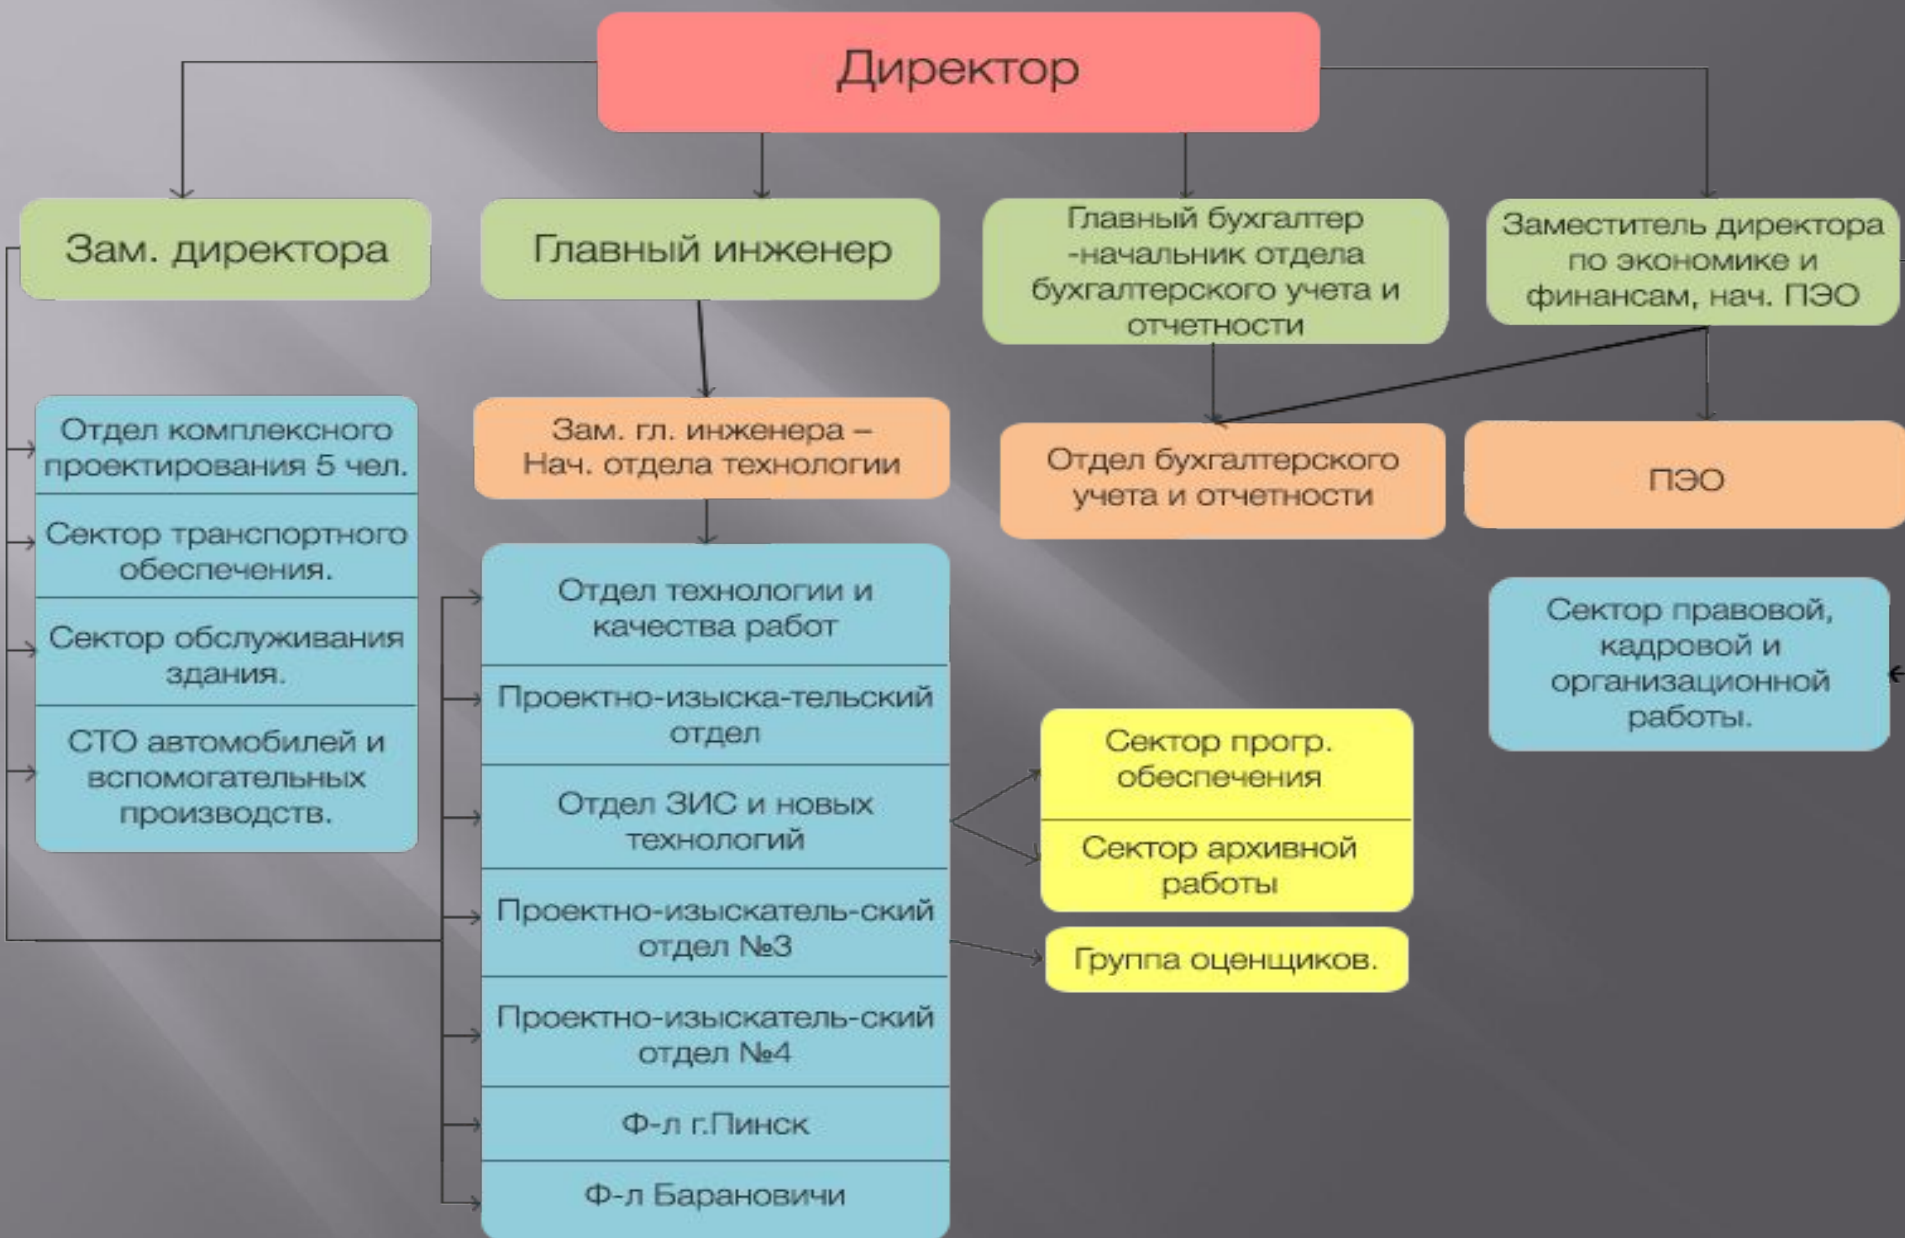 Директор
Зам. директора
Главный инженер
Главный бухгалтер
-начальник отдела
бухгалтерского учета и
отчетности
Заместитель директора
по экономике и
финансам, нач. ПЭО
Отдел комплексного
проектирования 5 чел.
Сектор транспортного
обеспечения.
Сектор обслуживания
здания.
СТО автомобилей и
вспомогательных
производств.
Зам. гл. инженера –
Нач. отдела технологии
Отдел технологии и
качества работ
Проектно-изыска-тельский
отдел
Отдел ЗИС и новых
технологий
Проектно-изыскатель-ский
отдел №3
Проектно-изыскатель-ский
отдел №4
Ф-л г.Пинск
Ф-л Барановичи
Отдел бухгалтерского
учета и отчетности
ПЭО
Сектор правовой,
кадровой и
организационной
работы.
Сектор прогр.
обеспечения
Сектор архивной
работы
Группа оценщиков.